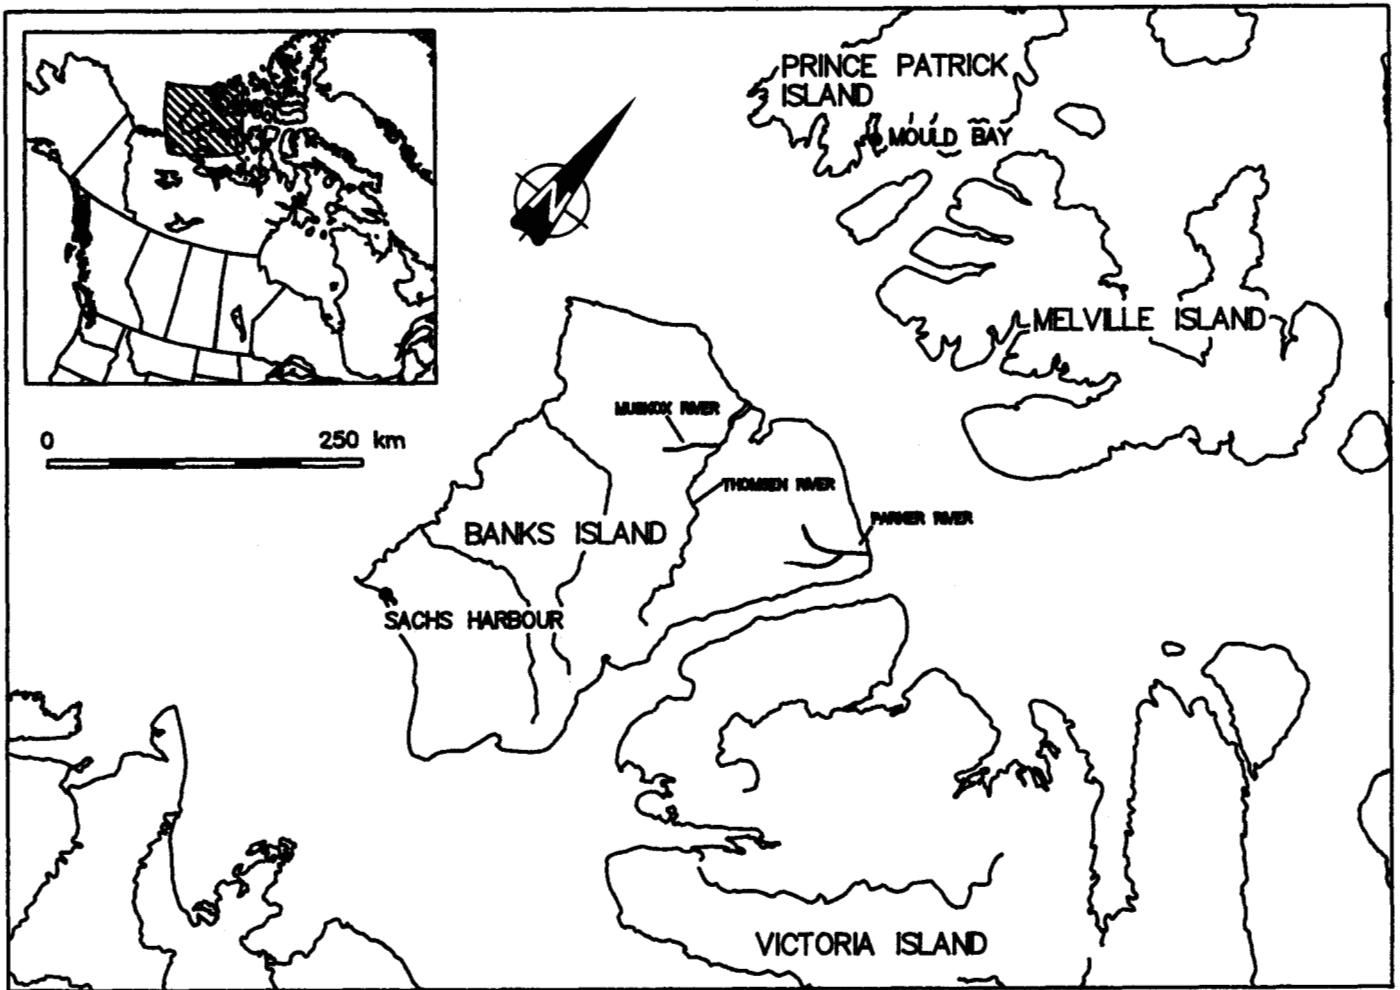 PRINCE PATRICK
ISLAND
MOULD BAY
N
MELVILLE ISLAND
0 250 km
MUSKOX RIVER
THOMSEN RIVER
PARKER RIVER
BANKS ISLAND
SACHS HARBOUR
VICTORIA ISLAND